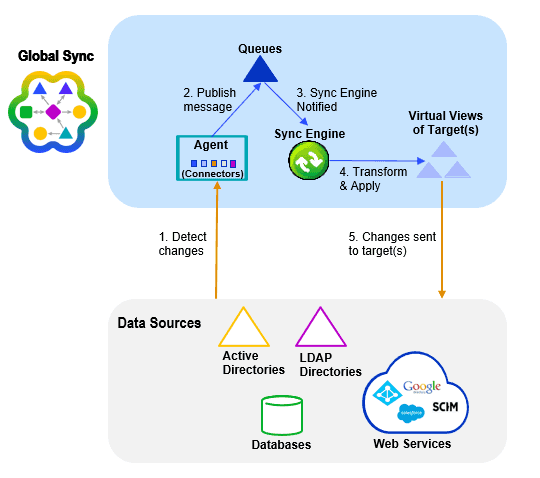 Global Sync
Queues
2. Publish
message
3. Sync Engine
Notified
Agent
(Connectors)
Sync Engine
Virtual Views
of Target(s)
4. Transform
& Apply
1. Detect
changes
5. Changes sent
to target(s)
Data Sources
Active
Directories
LDAP
Directories
Databases
Google
salesforce
SCIM
Web Services